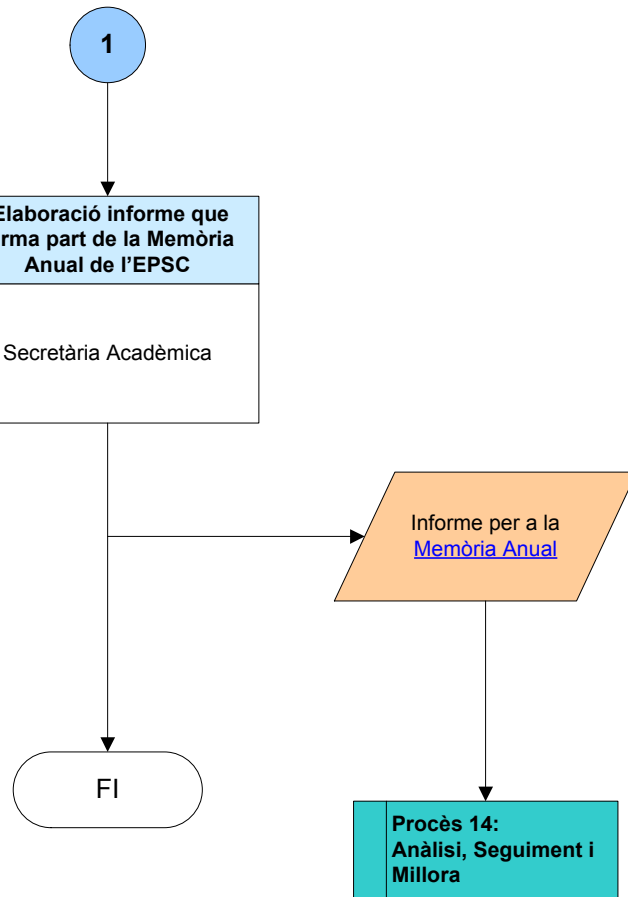 1
Elaboració informe que
forma part de la Memòria
Anual de l'EPSC
Secretària Acadèmica
Informe per a la
Memòria Anual
FI
Procès 14:
Anàlisi, Seguiment i
Millora